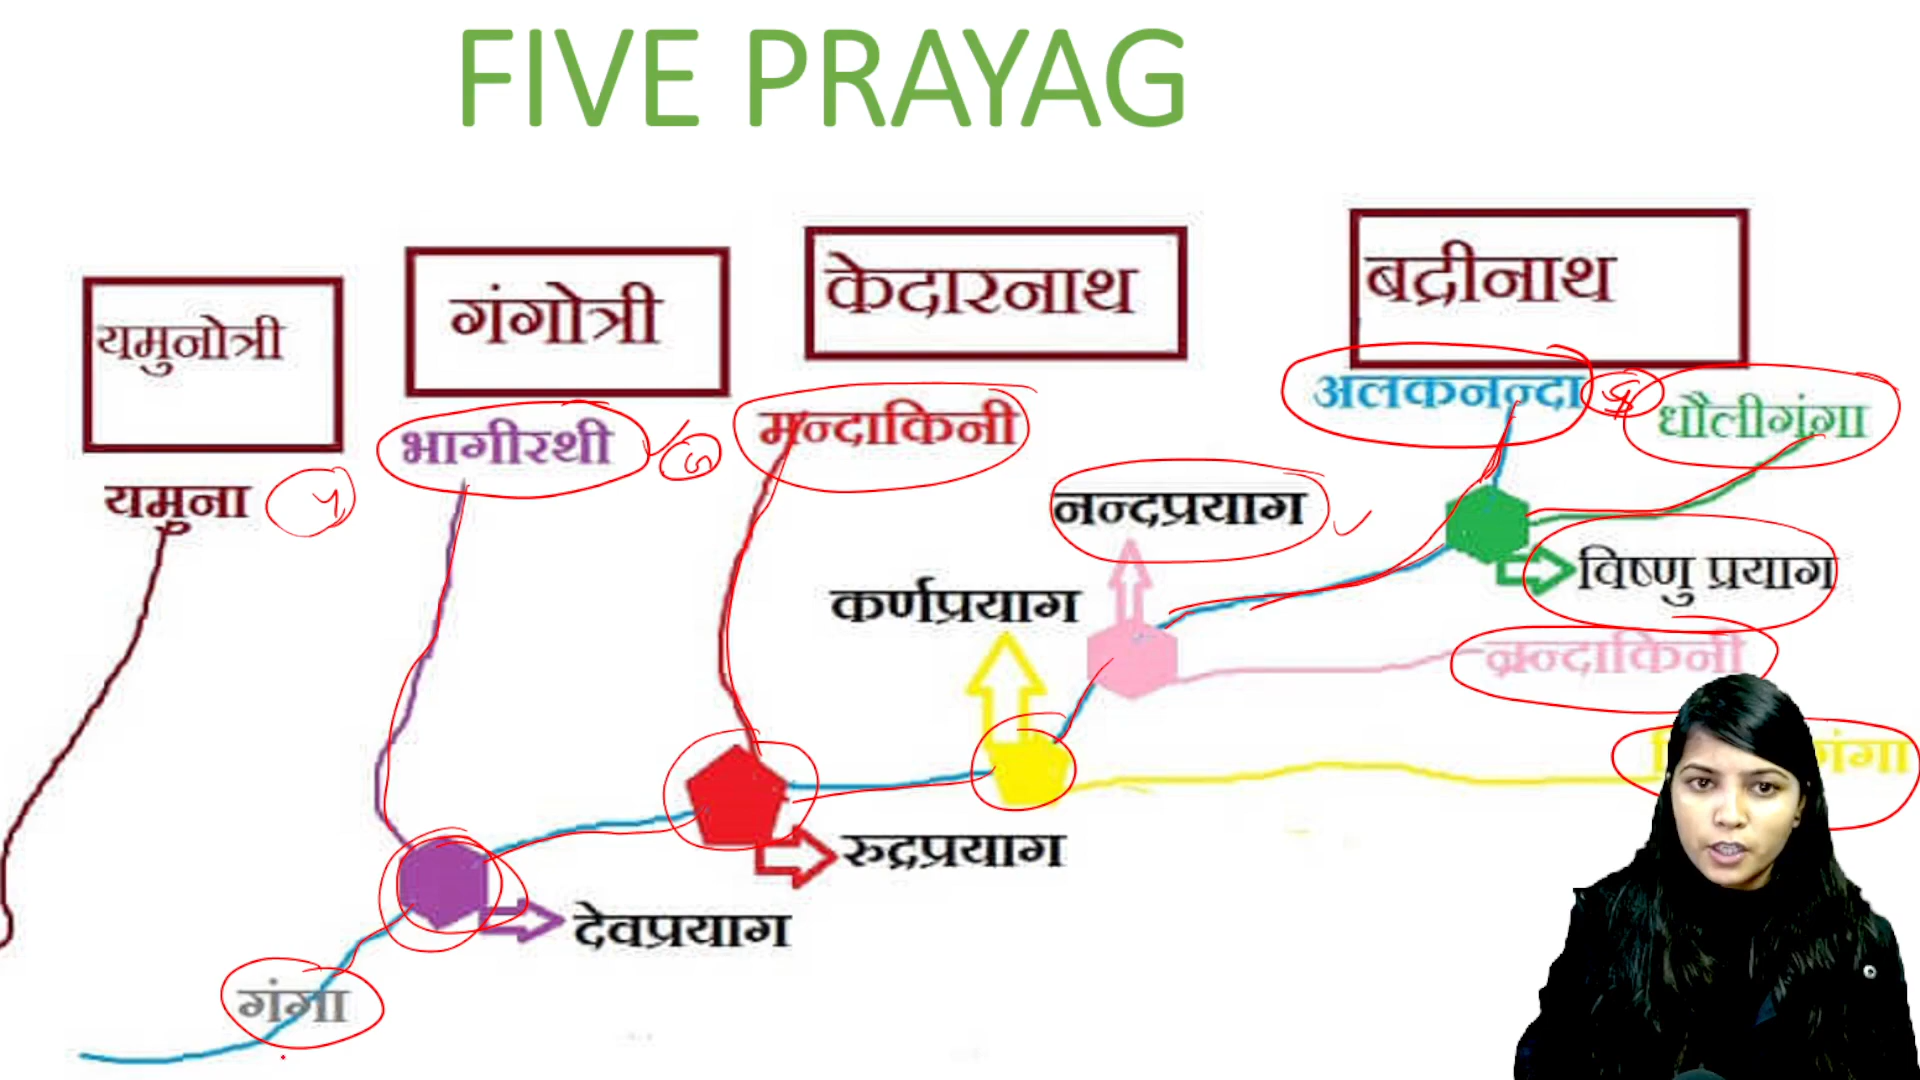 FIVE PRAYAG
यमुनोत्री
गंगोत्री
केदारनाथ
बद्रीनाथ
यमुना
भागीरथी
मन्दाकिनी
अलकनन्दा
धौलीगंगा
नन्दप्रयाग
कर्णप्रयाग
विष्णु प्रयाग
नन्दाकिनी
रुद्रप्रयाग
देवप्रयाग
गंगा